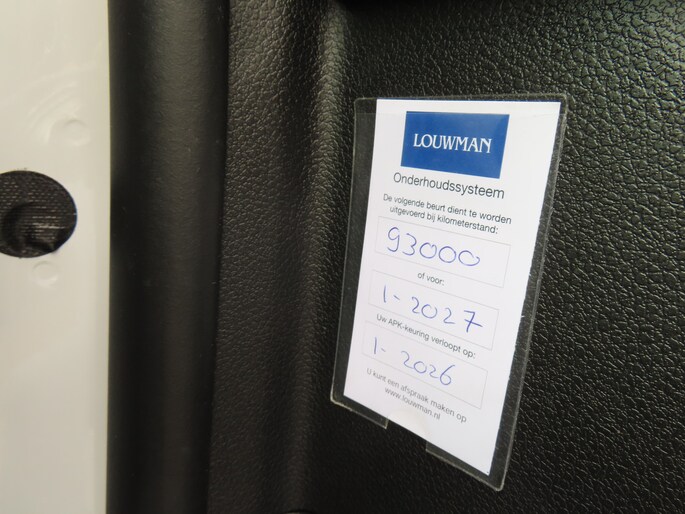 LOUWMAN
Onderhoudssysteem
De volgende beurt dient te worden
uitgevoerd bij kilometerstand:
93000
of voor:
1-2027
Uw APK-keuring verloopt op:
1-2026
U kunt een afspraak maken op
www.louwman.nl